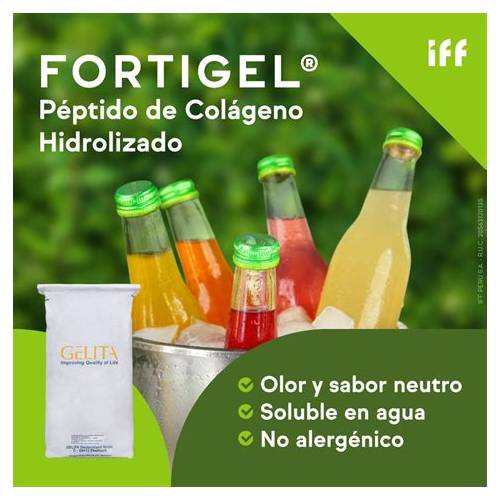 iff
FORTIGEL®
Péptido de Colágeno
Hidrolizado
GELITA
Improving Quality of Life
Olor y sabor neutro
Soluble en agua
No alergénico